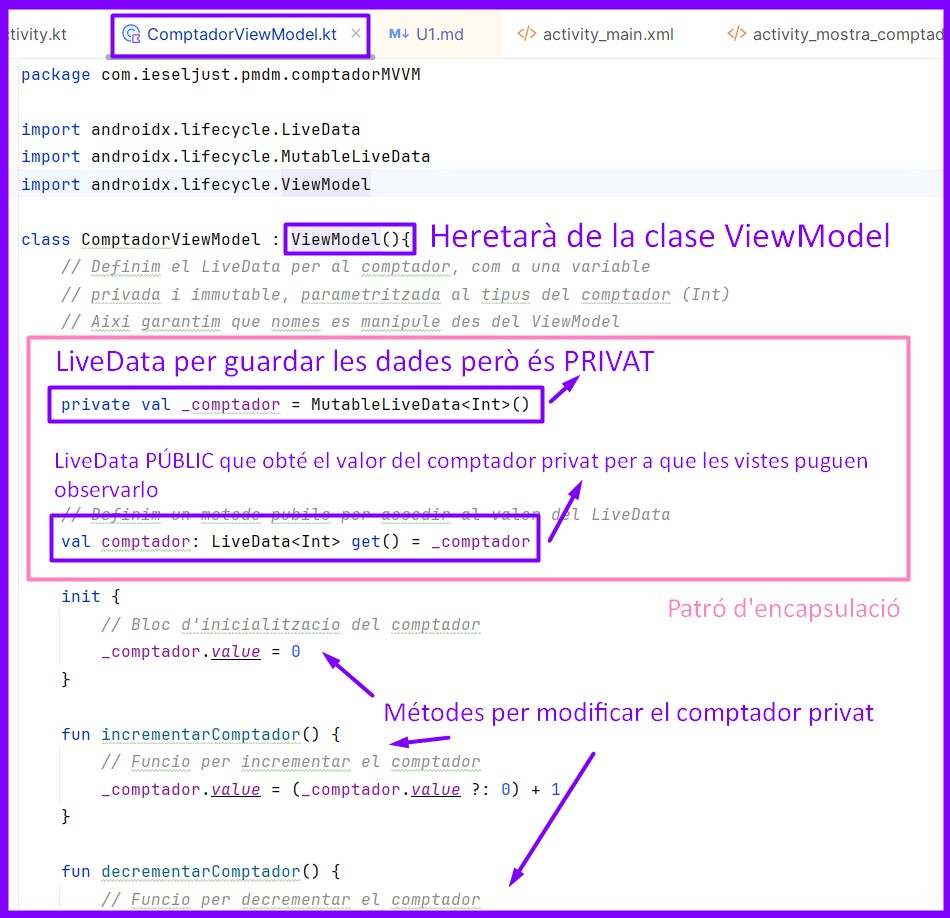 tivity.kt ComptadorViewModel.kt U1.md activity_main.xml activity_mostra_comptad
package com.ieseljust.pmdm.comptadorMVVM
import androidx.lifecycle.LiveData
import androidx.lifecycle.MutableLiveData
import androidx.lifecycle.ViewModel
class ComptadorViewModel : ViewModel(){ Heretarà de la clase ViewModel
// Definim el LiveData per al comptador, com a una variable
// privada i immutable, parametritzada al tipus del comptador (Int)
// Aixi garantim que nomes es manipule des del ViewModel
LiveData per guardar les dades però és PRIVAT
private val _comptador = MutableLiveData<Int>()
LiveData PÚBLIC que obté el valor del comptador privat per a que les vistes puguen
observarlo
// Definim un metode public per accedir al valor del LiveData
val comptador: LiveData<Int> get() = _comptador
init {
Patró d'encapsulació
// Bloc d'inicialitzacio del comptador
_comptador.value = 0
}
Métodes per modificar el comptador privat
fun incrementarComptador() {
// Funcio per incrementar el comptador
_comptador.value = (_comptador.value ?: 0) + 1
}
fun decrementarComptador() {
// Funcio per decrementar el comptador